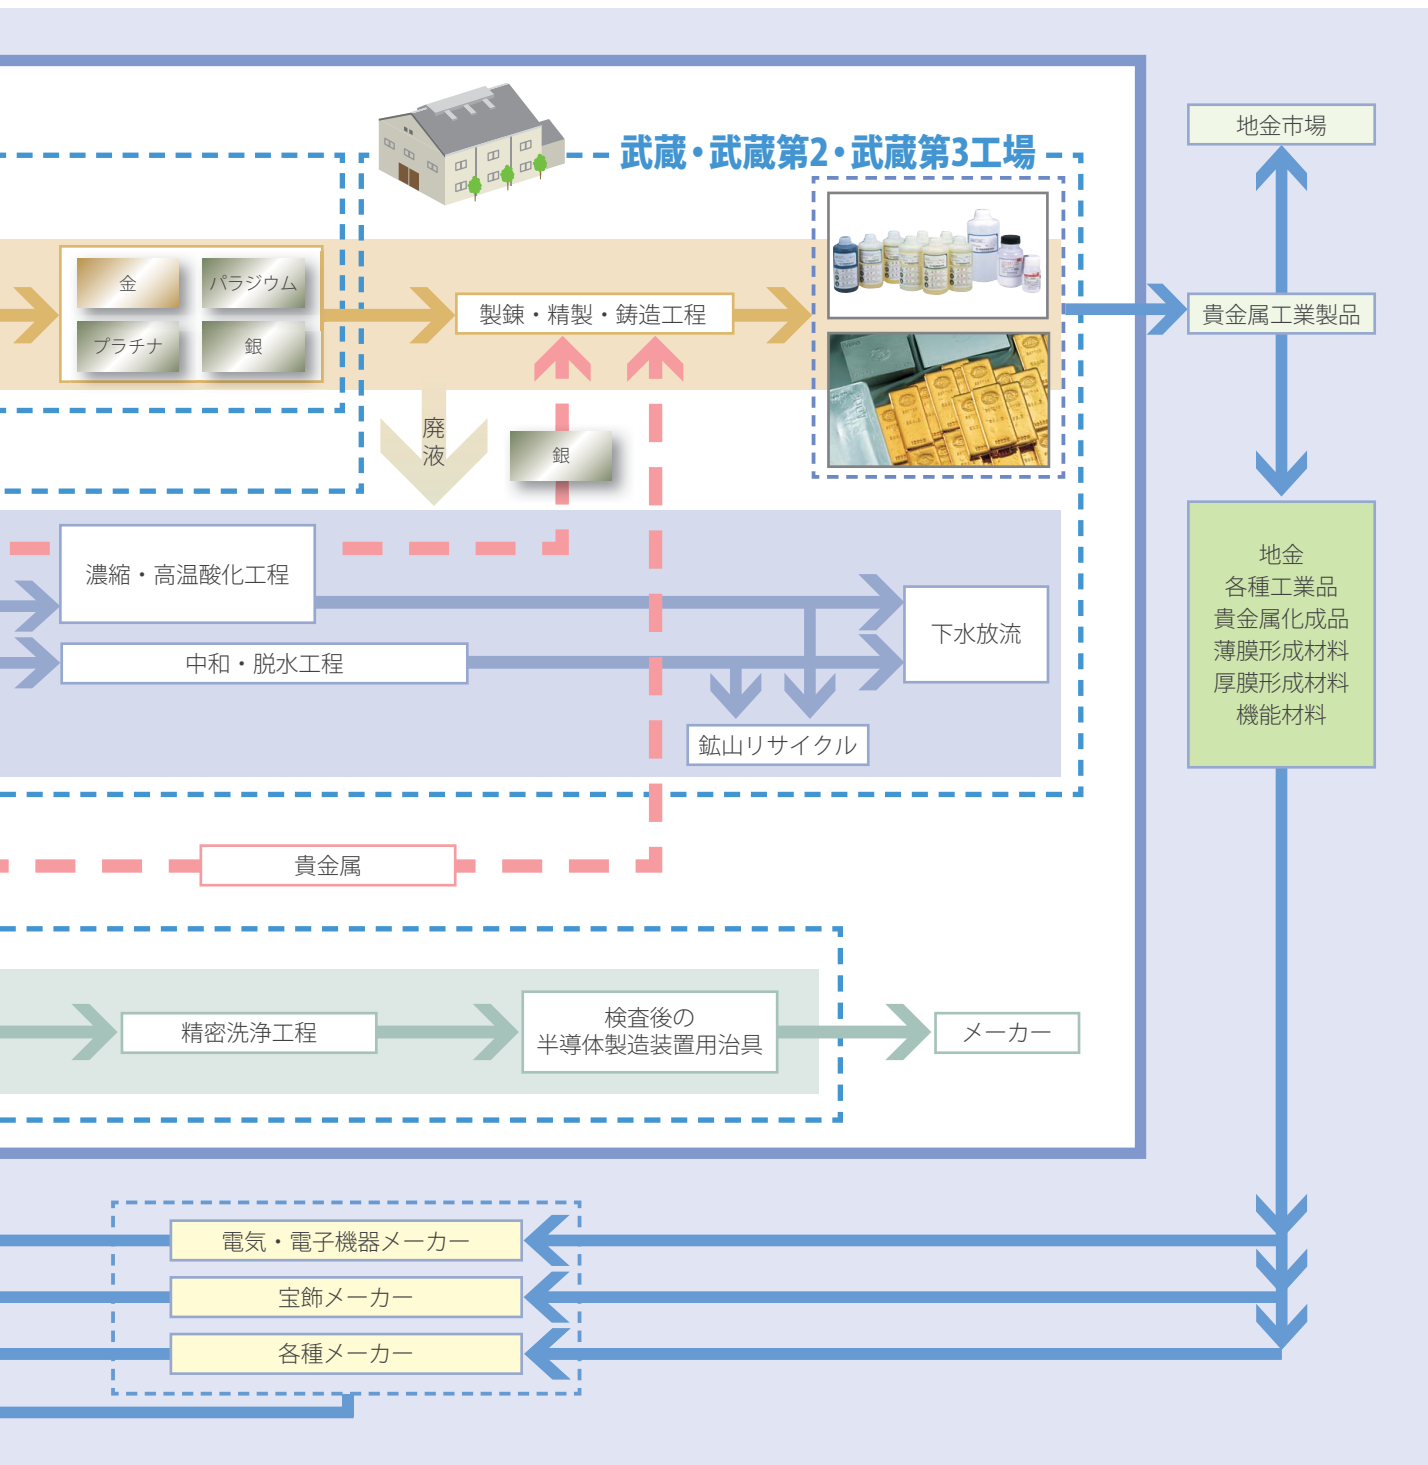 武蔵・武蔵第2・武蔵第3工場
地金市場
金
パラジウム
プラチナ
銀
製錬・精製・鋳造工程
貴金属工業製品
廃液
銀
濃縮・高温酸化工程
中和・脱水工程
下水放流
鉱山リサイクル
地金
各種工業品
貴金属化成品
薄膜形成材料
厚膜形成材料
機能材料
貴金属
精密洗浄工程
検査後の
半導体製造装置用治具
メーカー
電気・電子機器メーカー
宝飾メーカー
各種メーカー